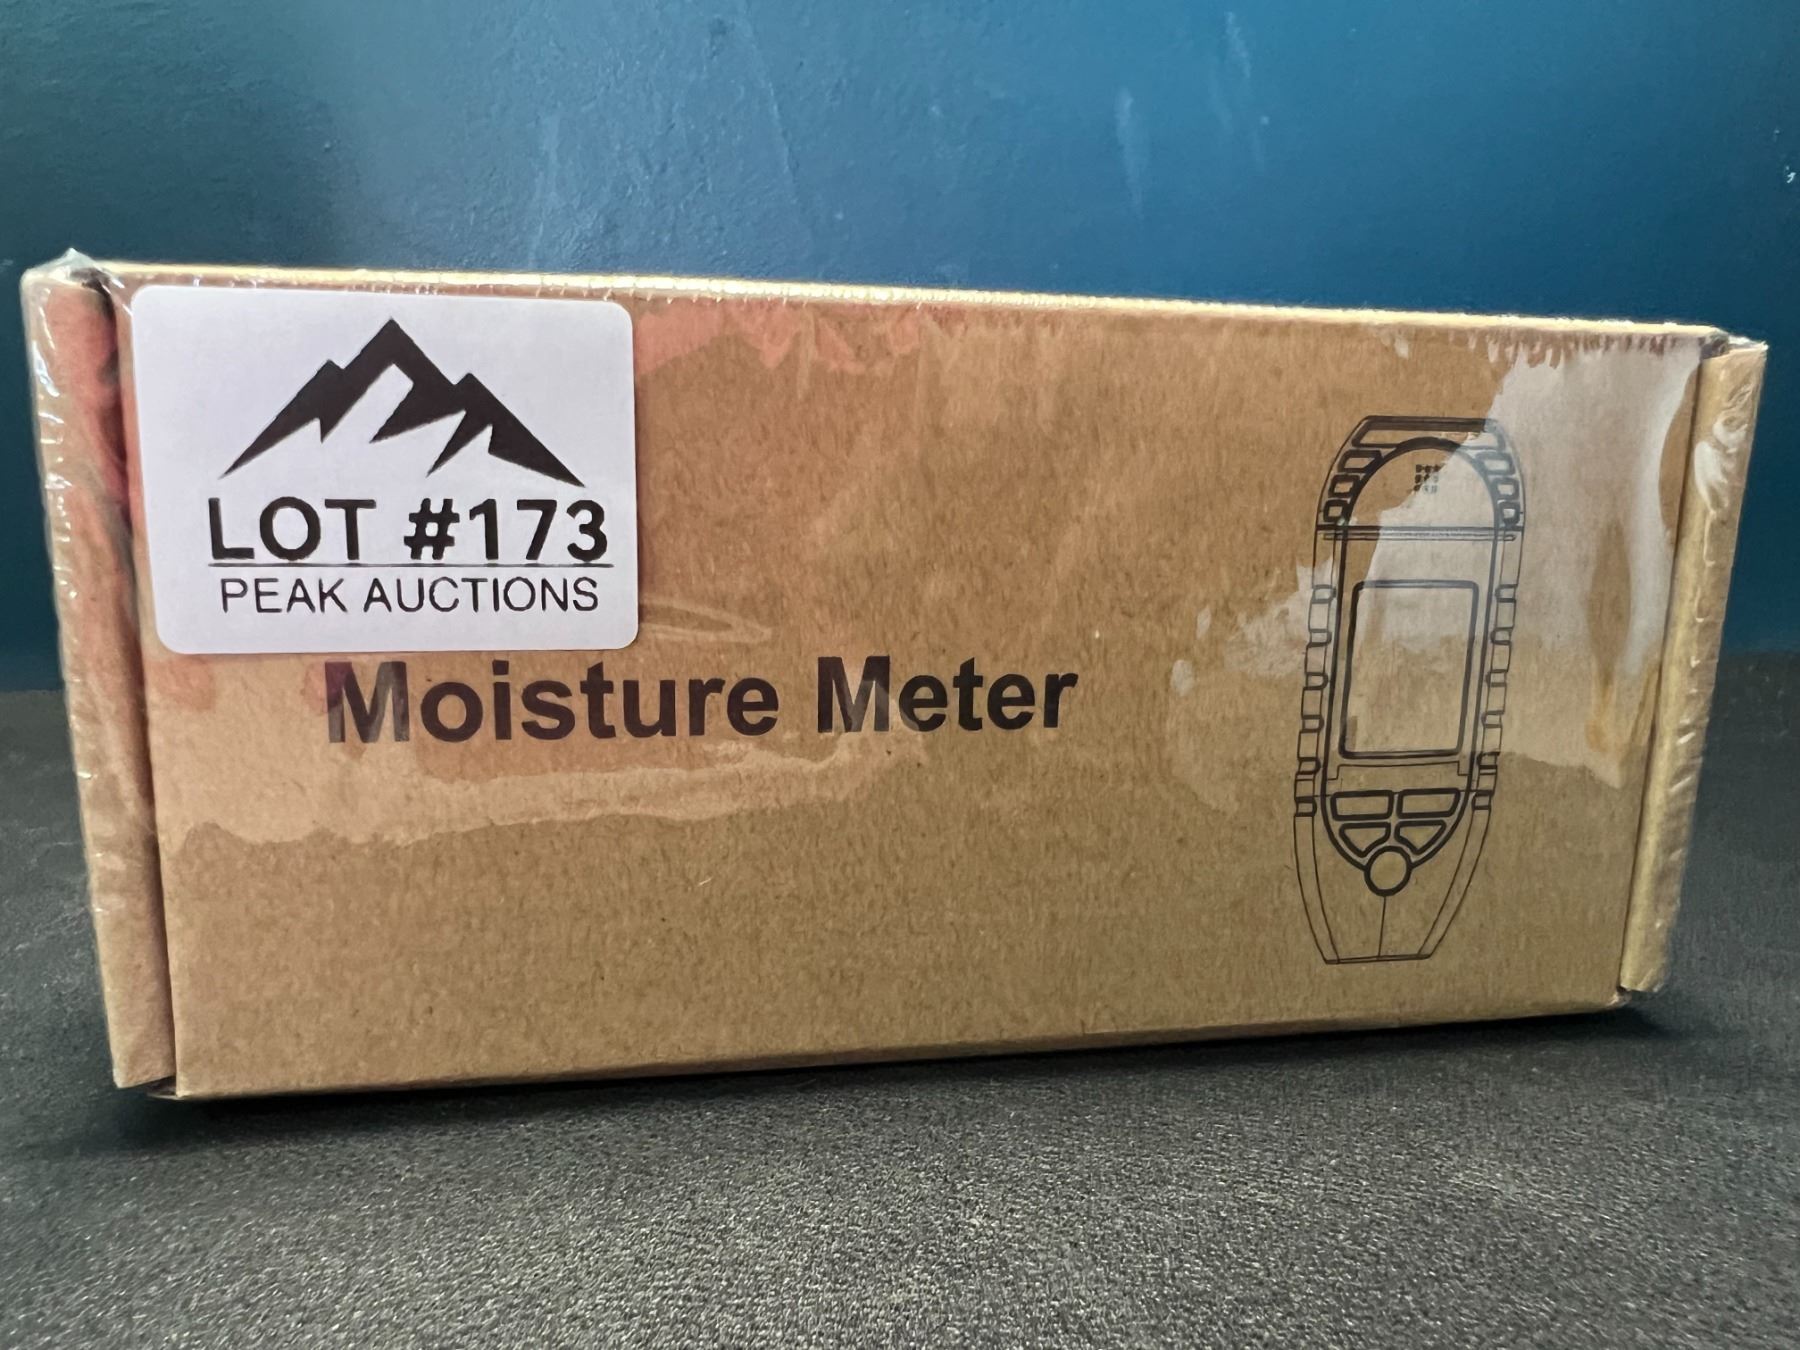 LOT #173
PEAK AUCTIONS
Moisture Meter